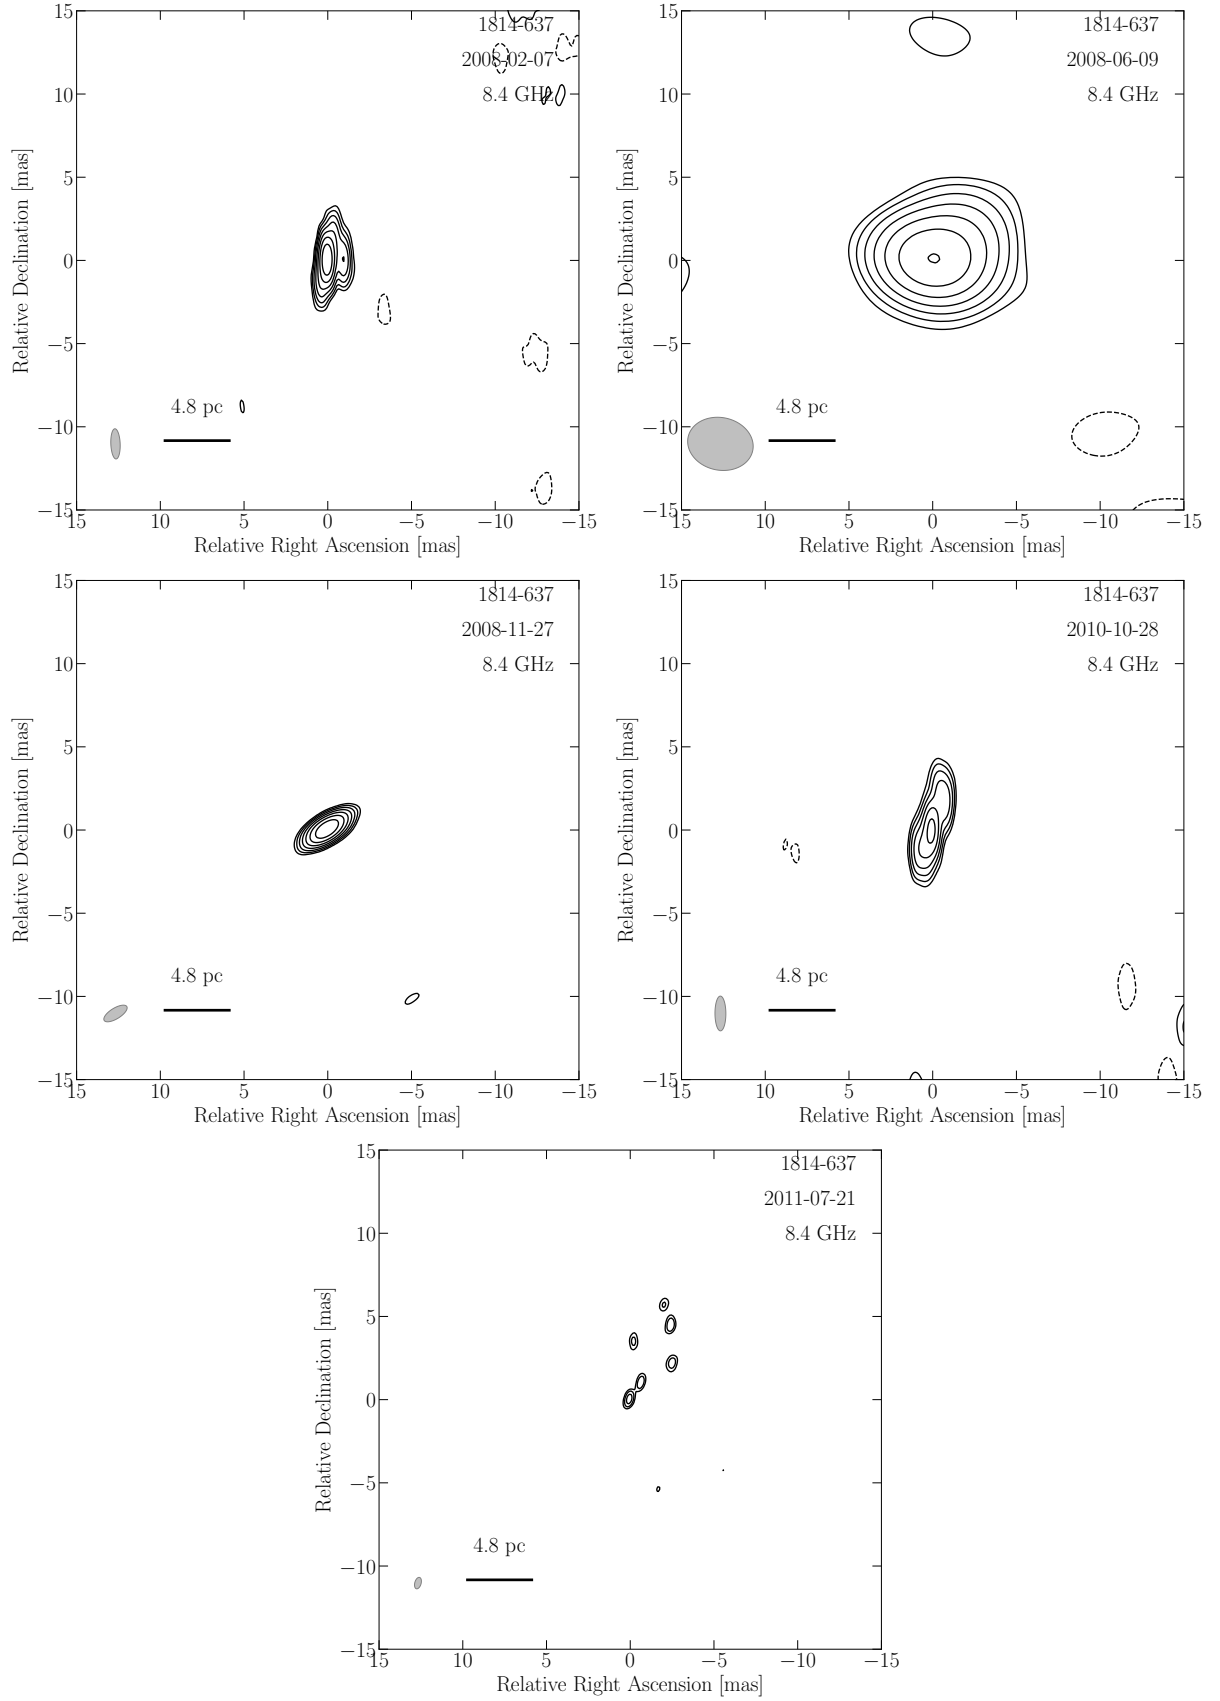 1814-637
2008-02-07
8.4 GHz
15
10
5
0
−5
−10
−15
Relative Declination [mas]
4.8 pc
15 10 5 0 −5 −10 −15
Relative Right Ascension [mas]
1814-637
2008-06-09
8.4 GHz
15
10
5
0
−5
−10
−15
Relative Declination [mas]
4.8 pc
15 10 5 0 −5 −10 −15
Relative Right Ascension [mas]
1814-637
2008-11-27
8.4 GHz
15
10
5
0
−5
−10
−15
Relative Declination [mas]
4.8 pc
15 10 5 0 −5 −10 −15
Relative Right Ascension [mas]
1814-637
2010-10-28
8.4 GHz
15
10
5
0
−5
−10
−15
Relative Declination [mas]
4.8 pc
15 10 5 0 −5 −10 −15
Relative Right Ascension [mas]
1814-637
2011-07-21
8.4 GHz
15
10
5
0
−5
−10
−15
Relative Declination [mas]
4.8 pc
15 10 5 0 −5 −10 −15
Relative Right Ascension [mas]